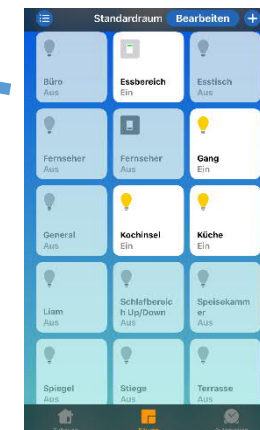 Standardraum Bearbeiten
Büro
Aus
Essbereich
Ein
Esstisch
Aus
Fernseher
Aus
Fernseher
Aus
Gang
Ein
General
Aus
Kochinsel
Ein
Küche
Ein
Liam
Aus
Schlafbereic
h Up/Down
Aus
Speisekamm
er
Aus
Spiegel
Aus
Stiege
Aus
Terrasse
Aus